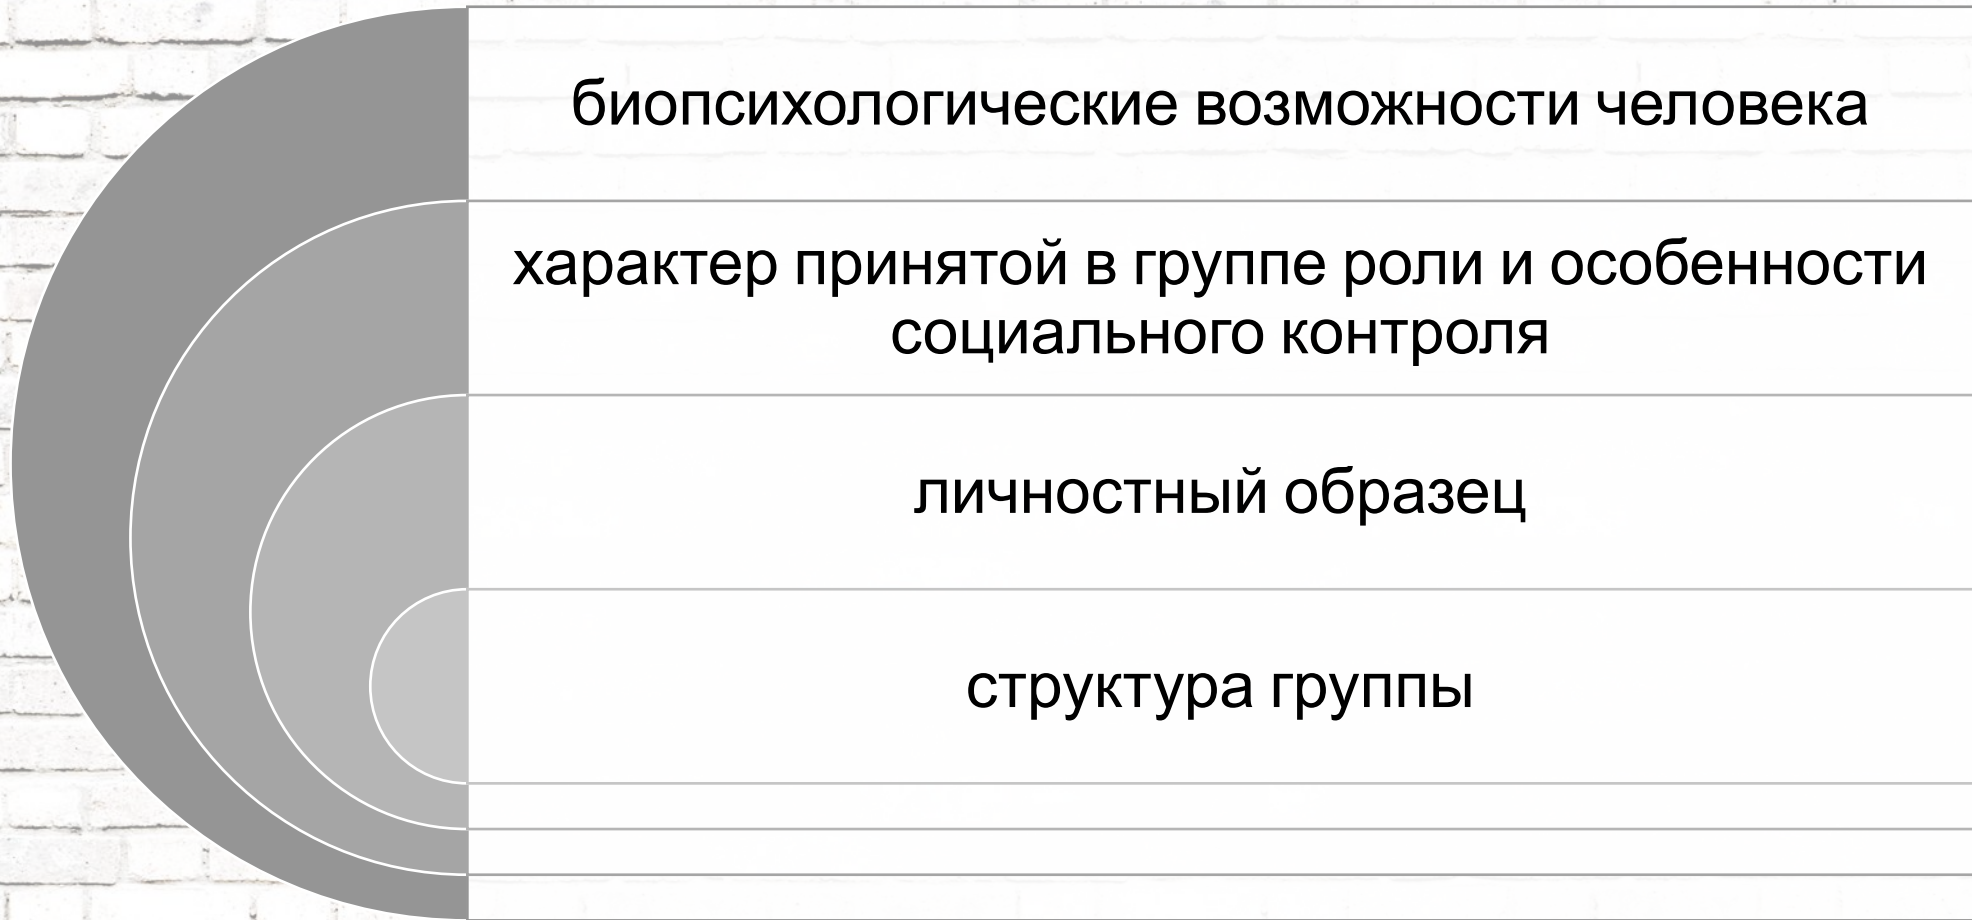 биопсихологические возможности человека
характер принятой в группе роли и особенности
социального контроля
личностный образец
структура группы